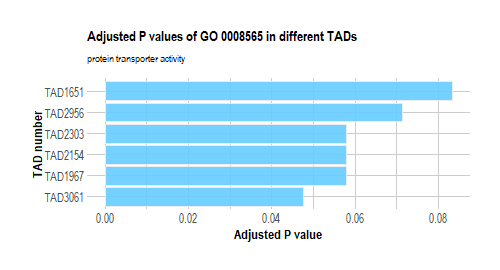 Adjusted P values of GO 0008565 in different TADs
protein transporter activity
TAD number
TAD1651
TAD2956
TAD2303
TAD2154
TAD1967
TAD3061
0.00 0.02 0.04 0.06 0.08
Adjusted P value